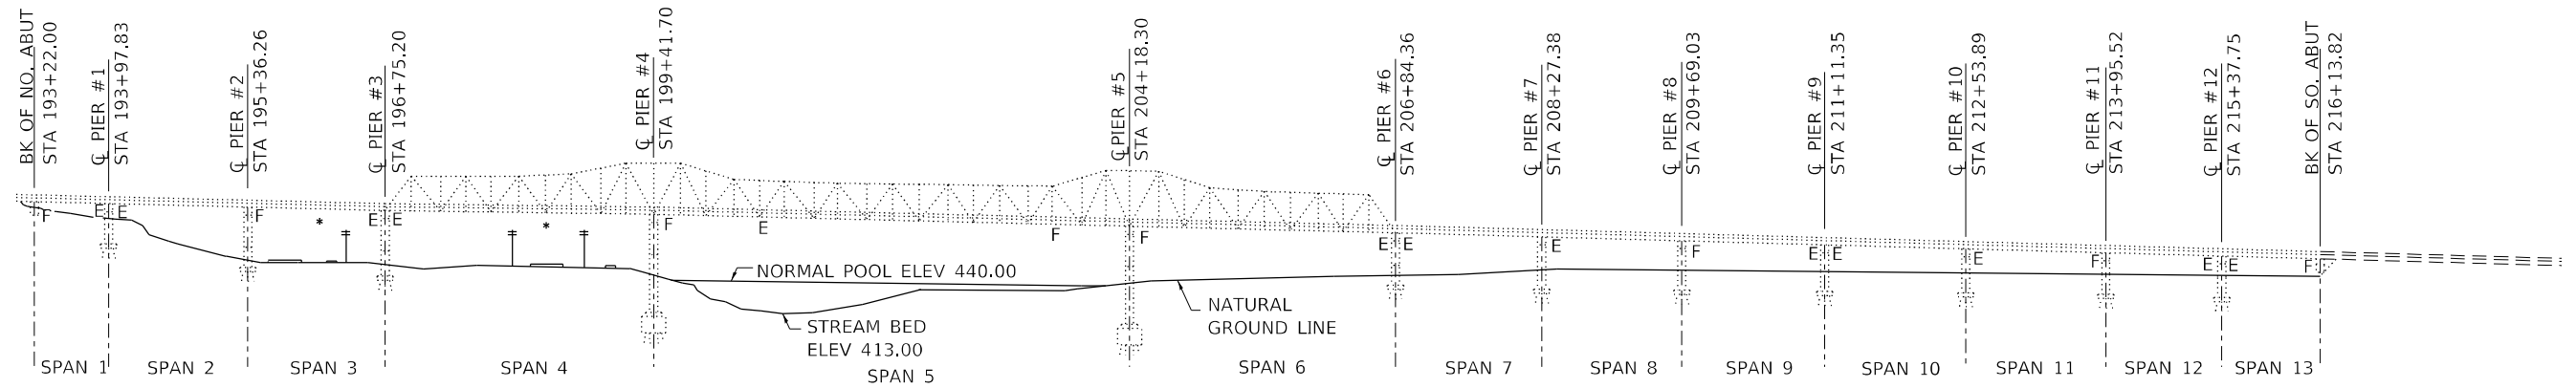 BK OF NO. ABUT
STA 193+22.00
℄ PIER #1
STA 193+97.83
℄ PIER #2
STA 195+36.26
℄ PIER #3
STA 196+75.20
℄ PIER #4
STA 199+41.70
℄ PIER #5
STA 204+18.30
℄ PIER #6
STA 206+84.36
℄ PIER #7
STA 208+27.38
℄ PIER #8
STA 209+69.03
℄ PIER #9
STA 211+11.35
℄ PIER #10
STA 212+53.89
℄ PIER #11
STA 213+95.52
℄ PIER #12
STA 215+37.75
BK OF SO. ABUT
STA 216+13.82
F E E F * E E * F E F F E E E F E E E F E E F
NORMAL POOL ELEV 440.00
STREAM BED
ELEV 413.00
NATURAL
GROUND LINE
SPAN 1 SPAN 2 SPAN 3 SPAN 4 SPAN 5 SPAN 6 SPAN 7 SPAN 8 SPAN 9 SPAN 10 SPAN 11 SPAN 12 SPAN 13